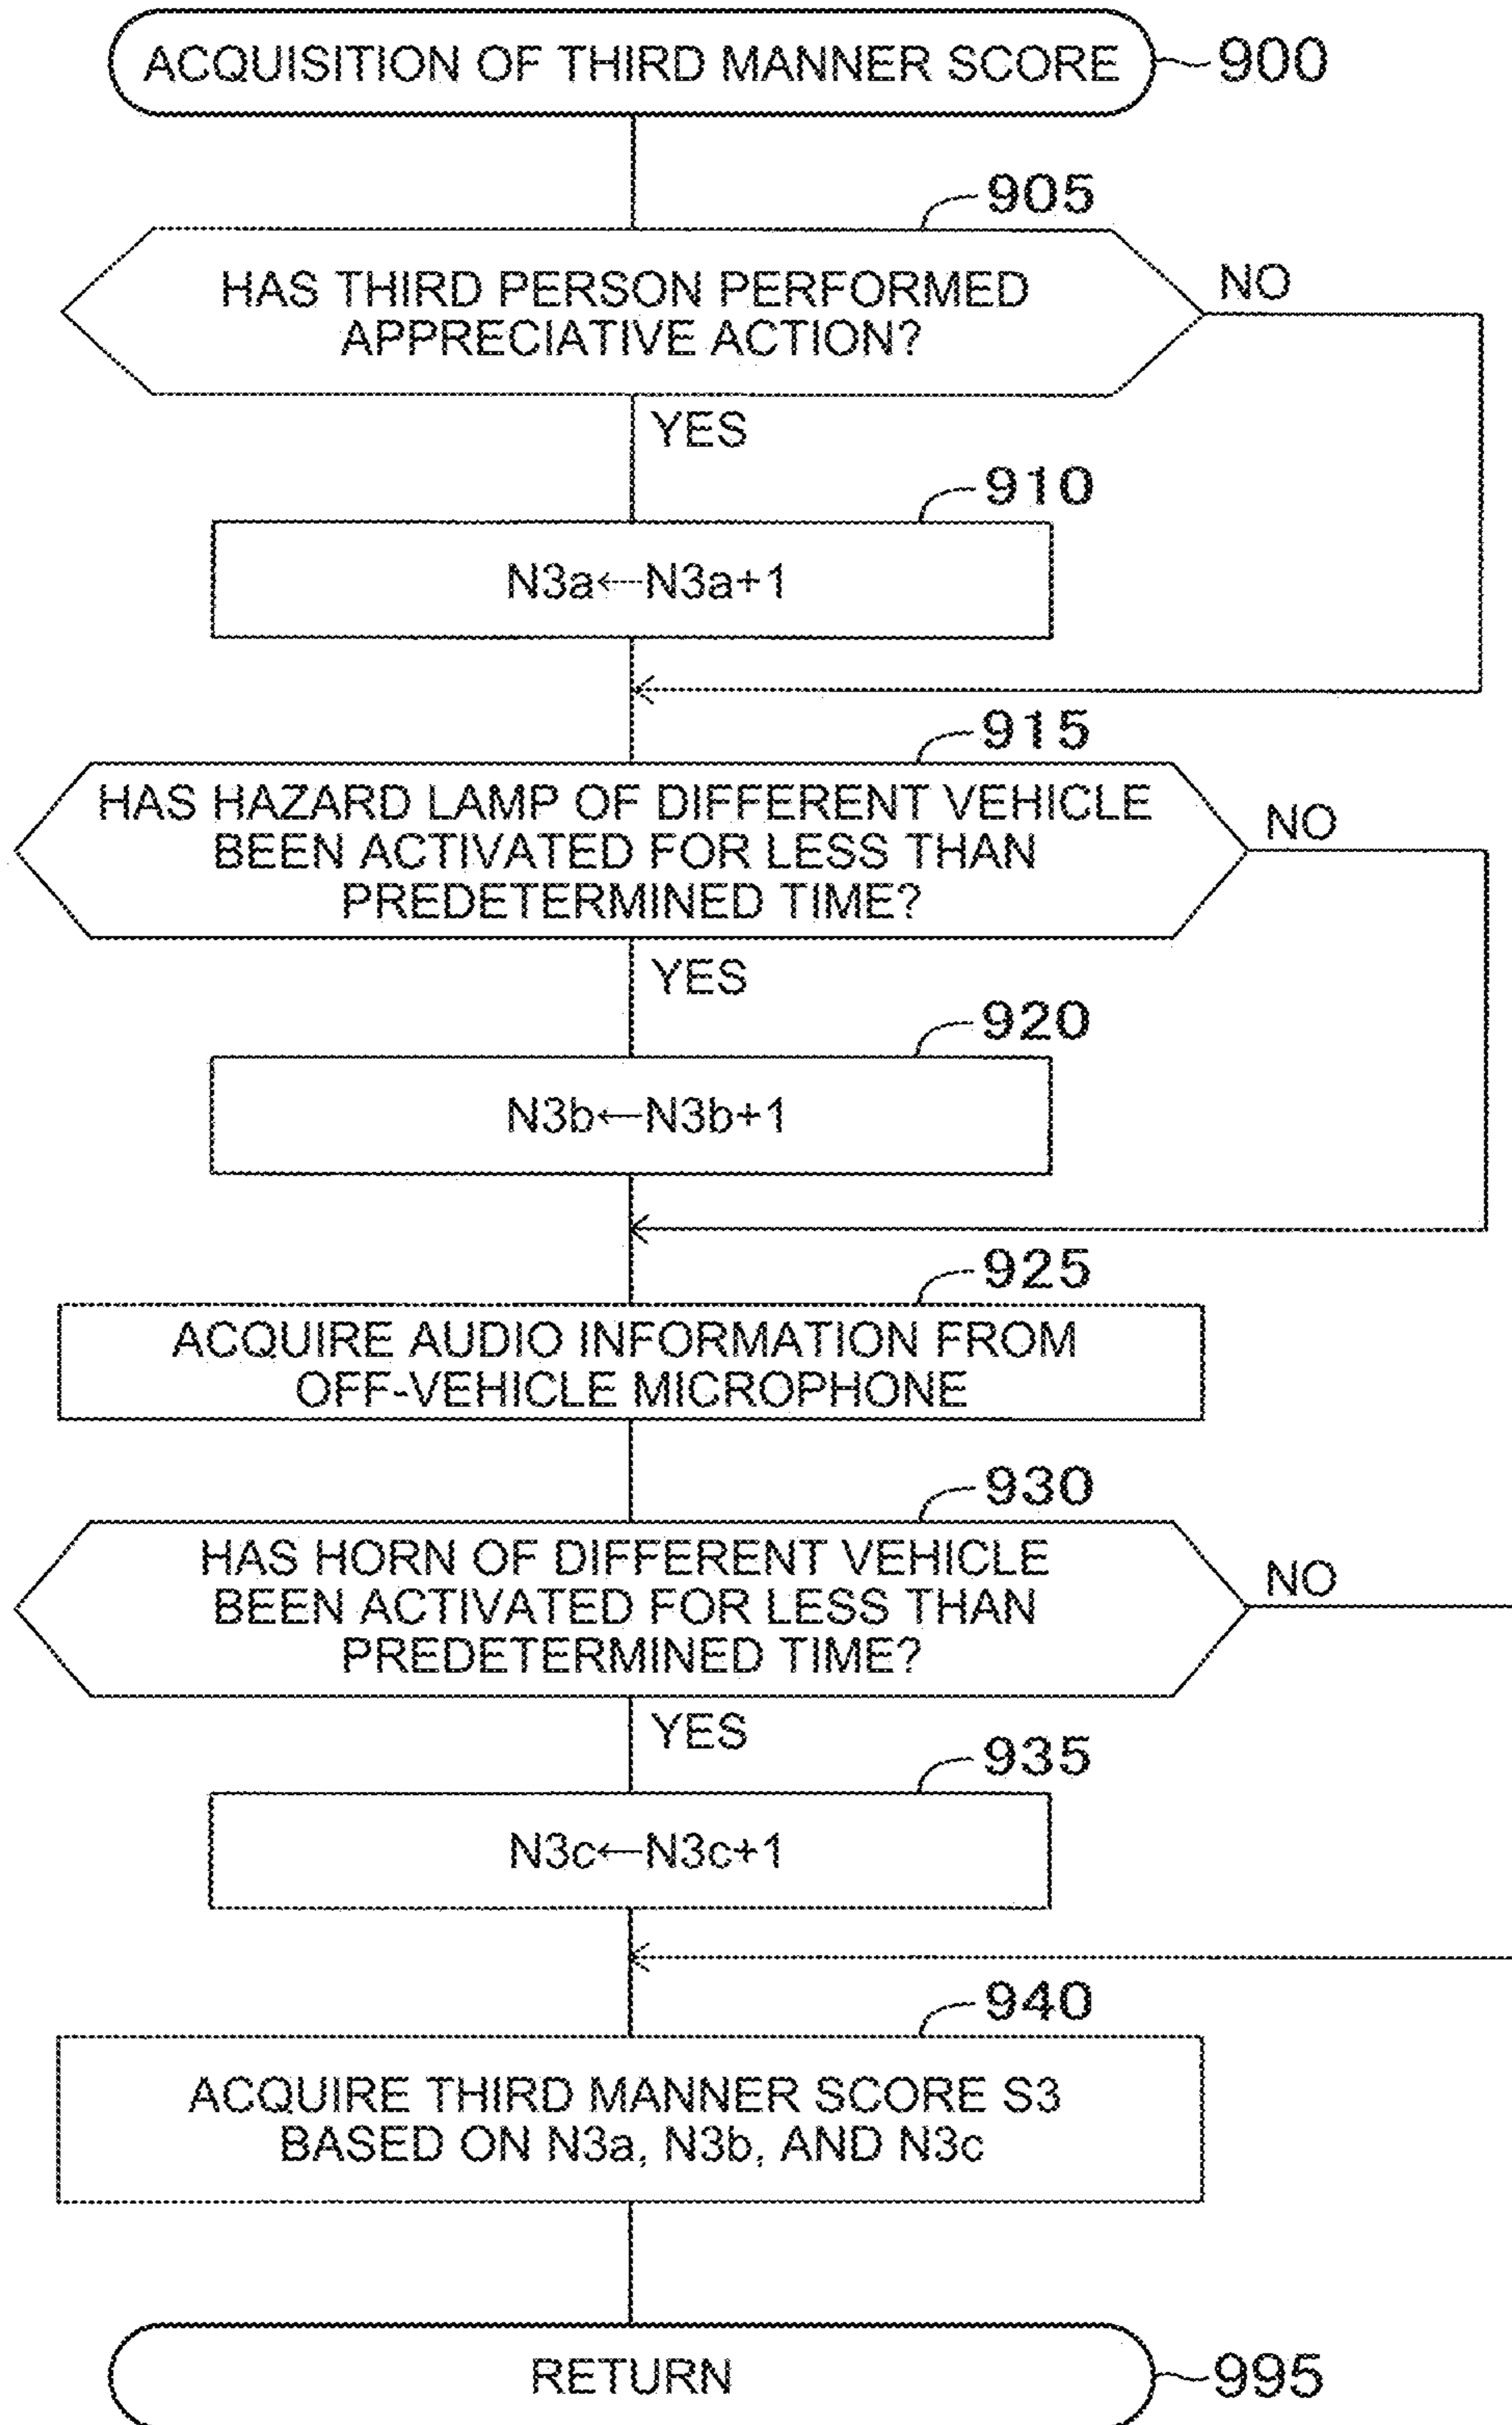 ACQUISITION OF THIRD MANNER SCORE
900
905
HAS THIRD PERSON PERFORMED
APPRECIATIVE ACTION?
NO
YES
910
N3a←N3a+1
915
HAS HAZARD LAMP OF DIFFERENT VEHICLE
BEEN ACTIVATED FOR LESS THAN
PREDETERMINED TIME?
NO
YES
920
N3b←N3b+1
925
ACQUIRE AUDIO INFORMATION FROM
OFF-VEHICLE MICROPHONE
930
HAS HORN OF DIFFERENT VEHICLE
BEEN ACTIVATED FOR LESS THAN
PREDETERMINED TIME?
NO
YES
935
N3c←N3c+1
940
ACQUIRE THIRD MANNER SCORE S3
BASED ON N3a, N3b, AND N3c
RETURN
995